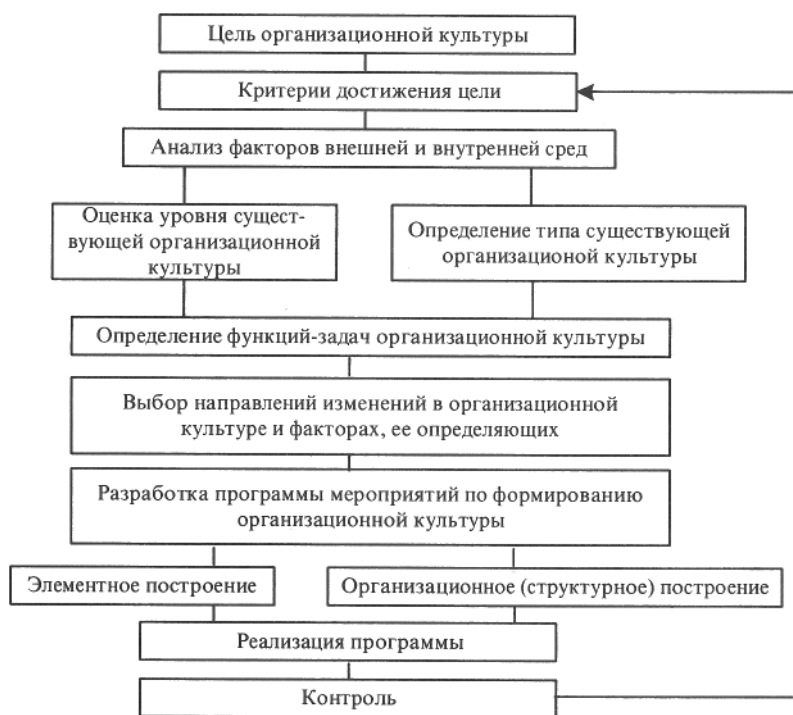 Цель организационной культуры
Критерии достижения цели
Анализ факторов внешней и внутренней сред
Оценка уровня сущест-
вующей организационной
культуры
Определение типа существующей
организационой культуры
Определение функций-задач организационной культуры
Выбор направлений изменений в организационной
культуре и факторах, ее определяющих
Разработка программы мероприятий по формированию
организационной культуры
Элементное построение
Организационное (структурное) построение
Реализация программы
Контроль